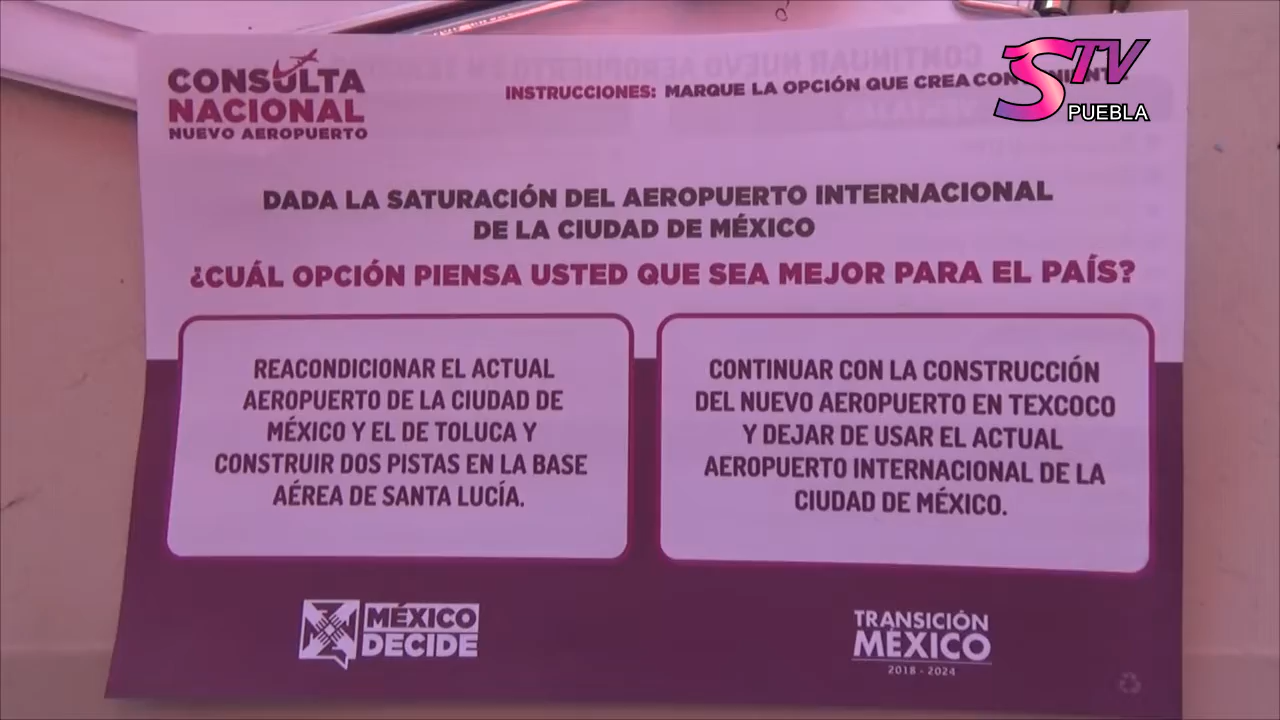 CONSULTA
NACIONAL
NUEVO AEROPUERTO
INSTRUCCIONES: MARQUE LA OPCIÓN QUE CREA
STV
PUEBLA
DADA LA SATURACIÓN DEL AEROPUERTO INTERNACIONAL
DE LA CIUDAD DE MÉXICO
¿CUÁL OPCIÓN PIENSA USTED QUE SEA MEJOR PARA EL PAÍS?
REACONDICIONAR EL ACTUAL
AEROPUERTO DE LA CIUDAD DE
MÉXICO Y EL DE TOLUCA Y
CONSTRUIR DOS PISTAS EN LA BASE
AÉREA DE SANTA LUCÍA.
CONTINUAR CON LA CONSTRUCCIÓN
DEL NUEVO AEROPUERTO EN TEXCOCO
Y DEJAR DE USAR EL ACTUAL
AEROPUERTO INTERNACIONAL DE LA
CIUDAD DE MÉXICO.
MÉXICO
DECIDE
TRANSICIÓN
MÉXICO
2018 - 2024